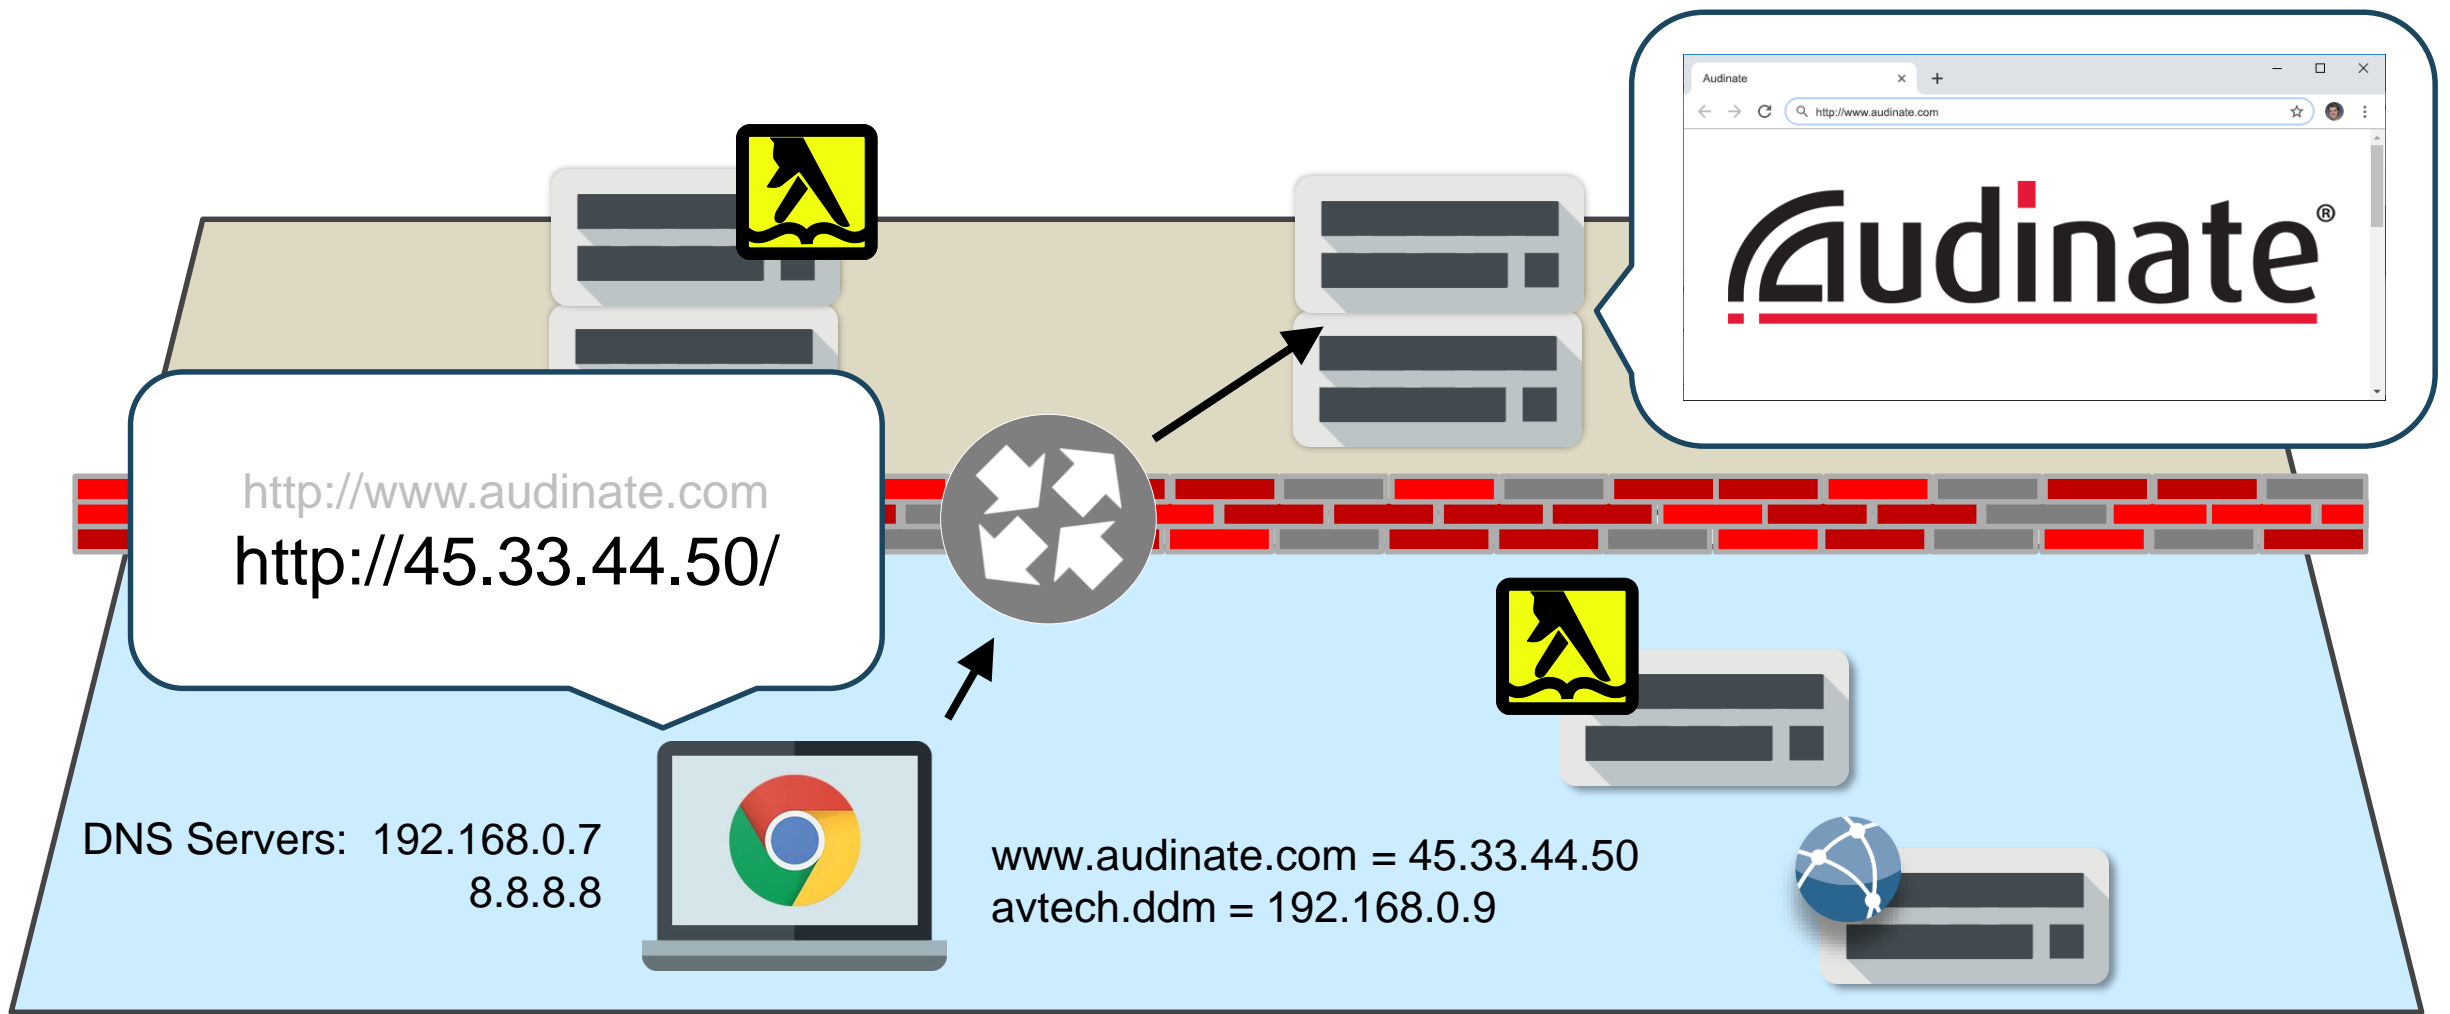 Audinate
http://www.audinate.com
Audinate®
http://www.audinate.com
http://45.33.44.50/
DNS Servers: 192.168.0.7
8.8.8.8
www.audinate.com = 45.33.44.50
avtech.ddm = 192.168.0.9